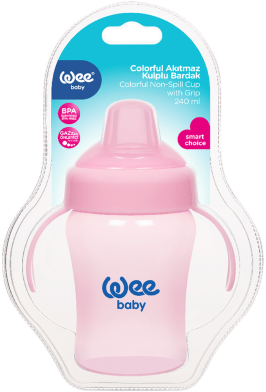 wee
baby
Colorful Akıtmaz
Kulplu Bardak
Colorful Non-Spill Cup
with Grip
240 ml
BPA
smart
choice
wee
baby